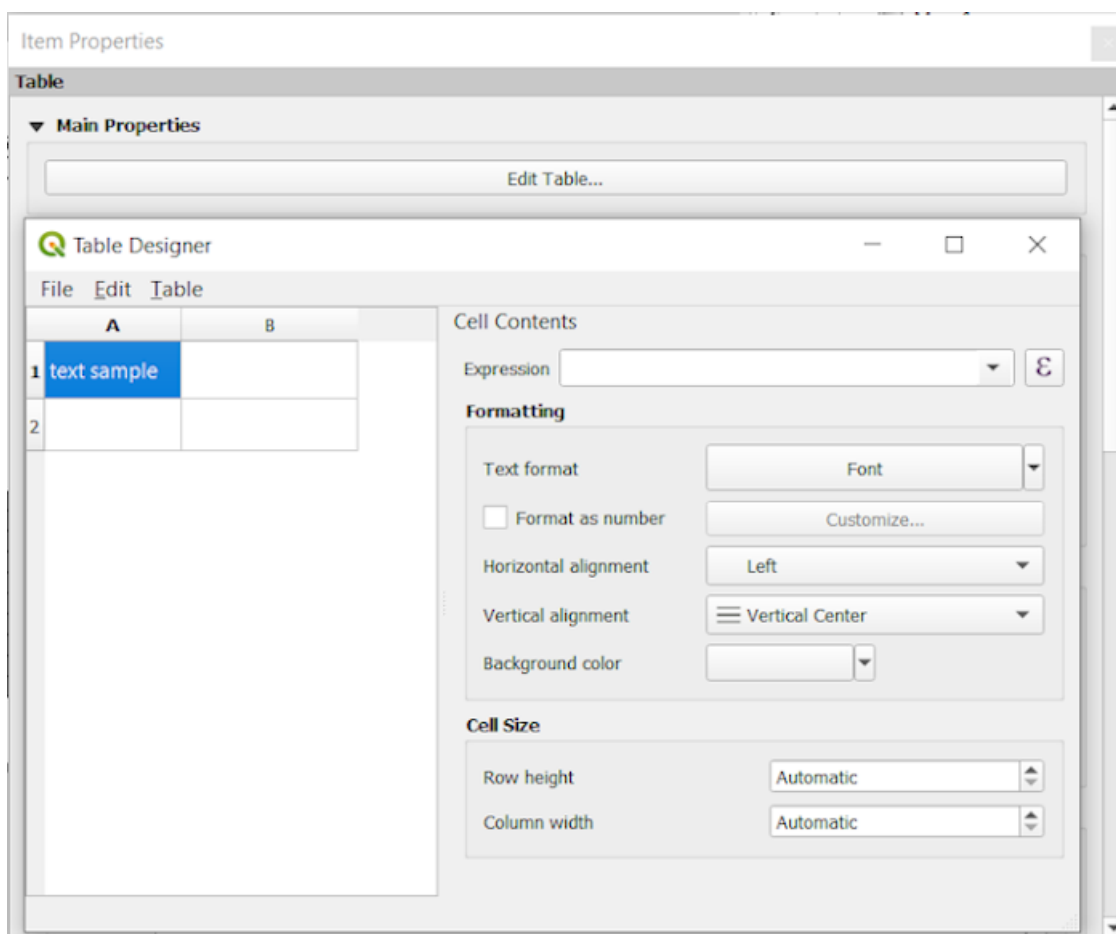 Item Properties
Table
Main Properties
Edit Table...
Table Designer
File Edit Table
A B
1 text sample
2
Cell Contents
Expression ε
Formatting
Text format Font
Format as number Customize...
Horizontal alignment Left
Vertical alignment Vertical Center
Background color
Cell Size
Row height Automatic
Column width Automatic